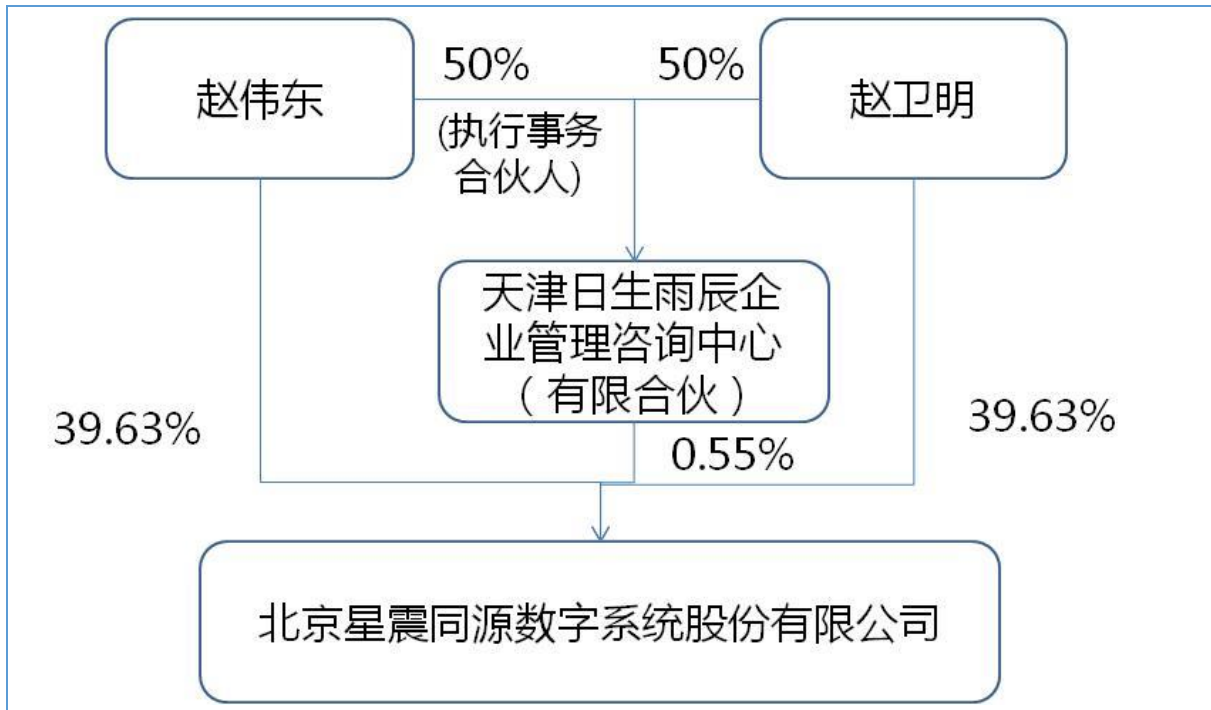 赵伟东
50%
50%
赵卫明
(执行事务
合伙人)
天津日生雨辰企
业管理咨询中心
（有限合伙）
39.63%
0.55%
39.63%
北京星震同源数字系统股份有限公司